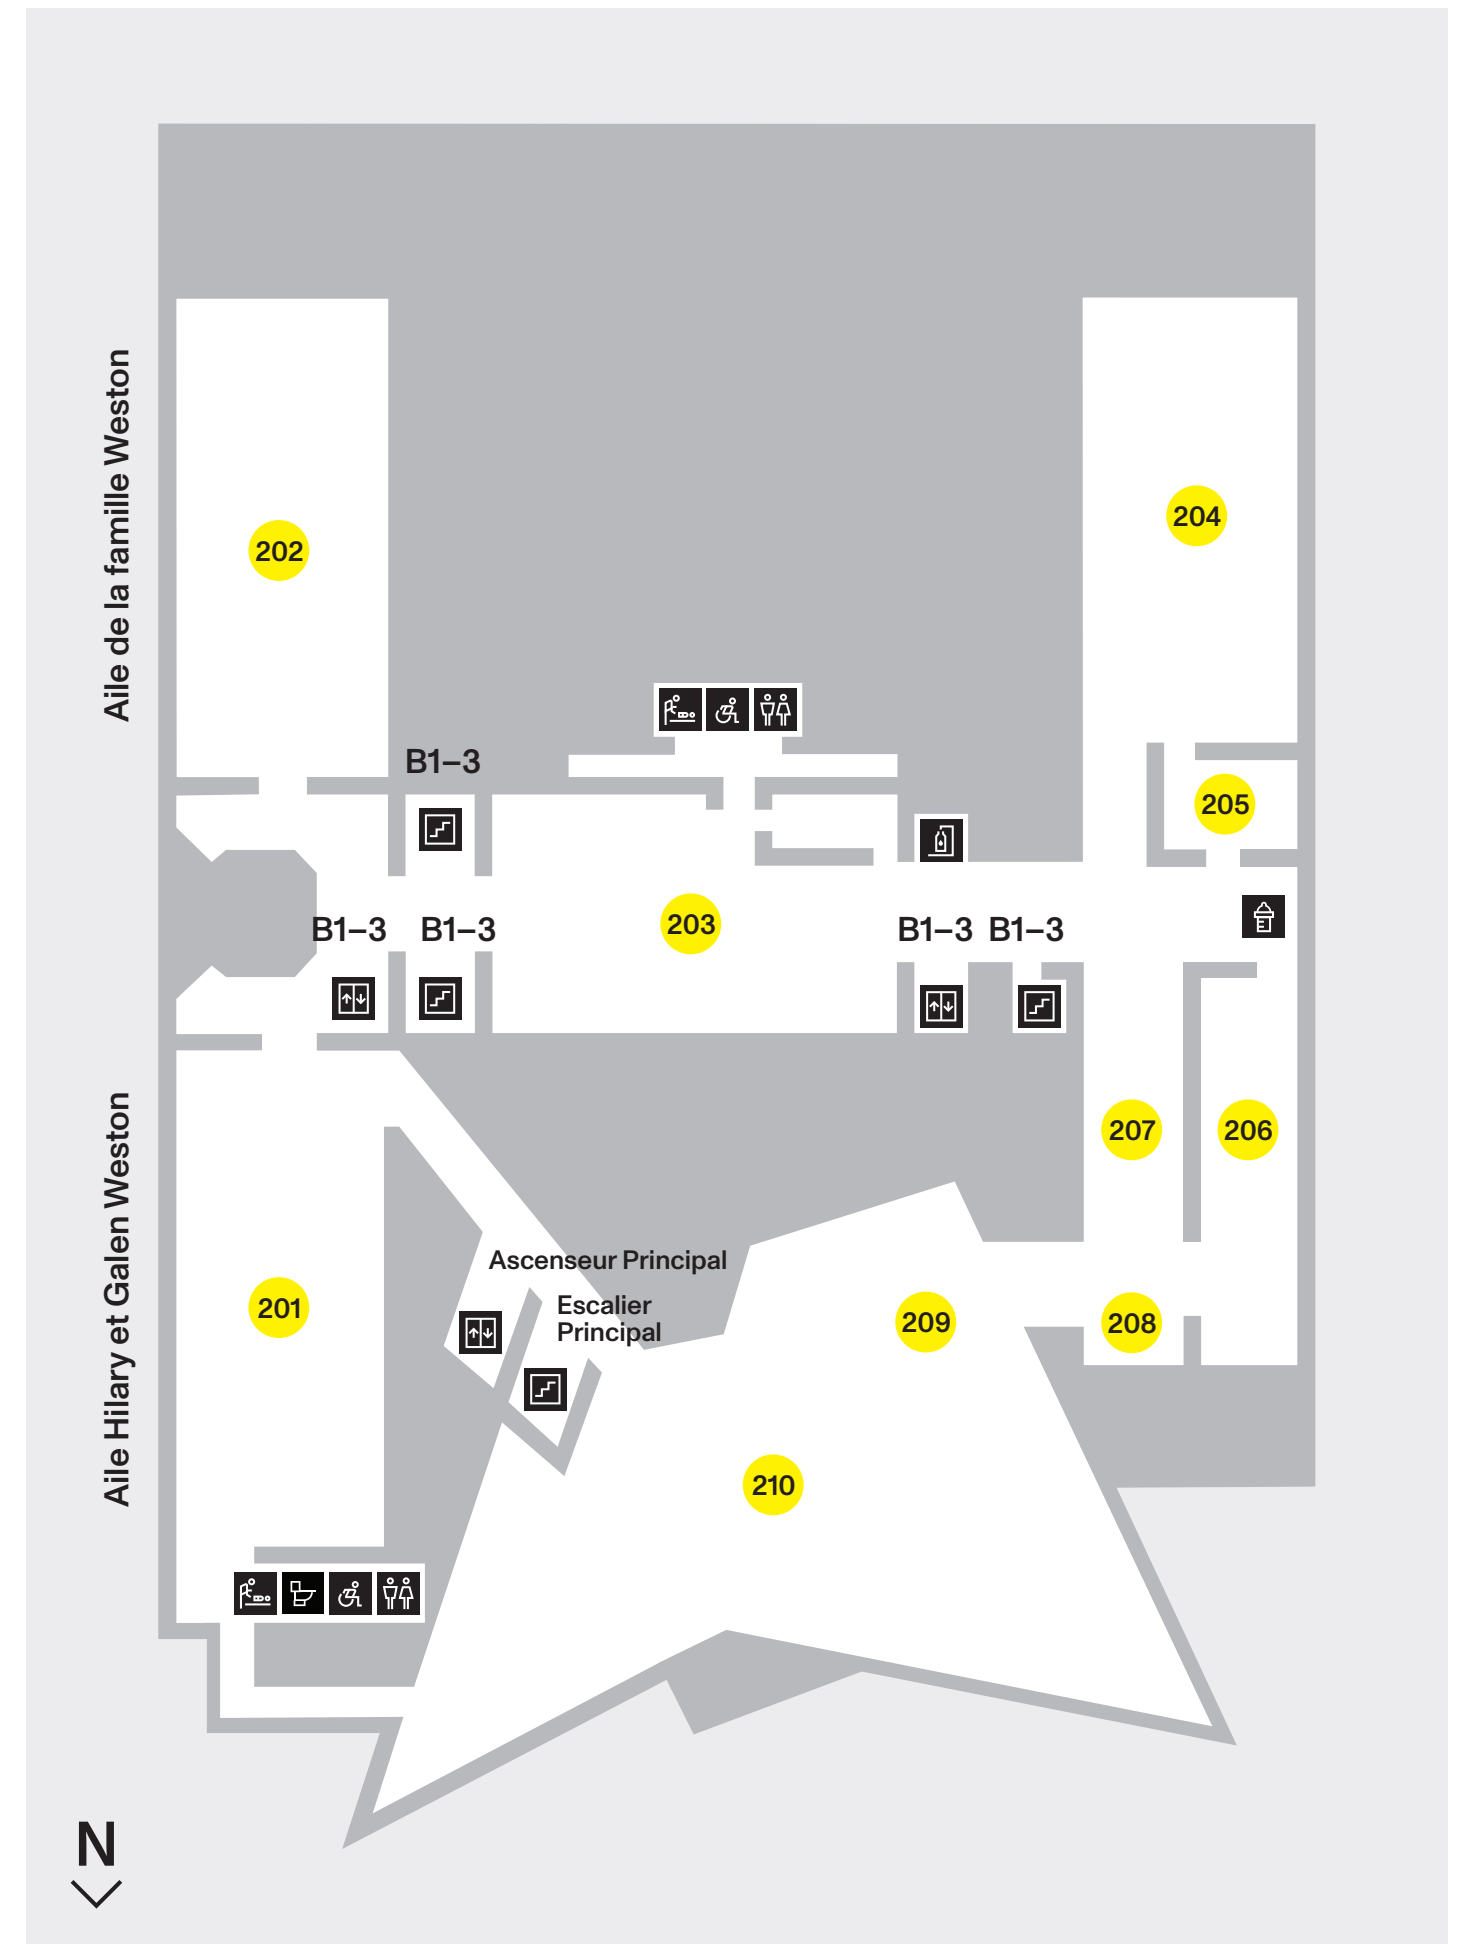 Aile de la famille Weston
202
204
B1–3
205
203
B1–3
B1–3
B1–3
B1–3
207
206
Aile Hilary et Galen Weston
Ascenseur Principal
201
Escalier
Principal
209
208
210
N